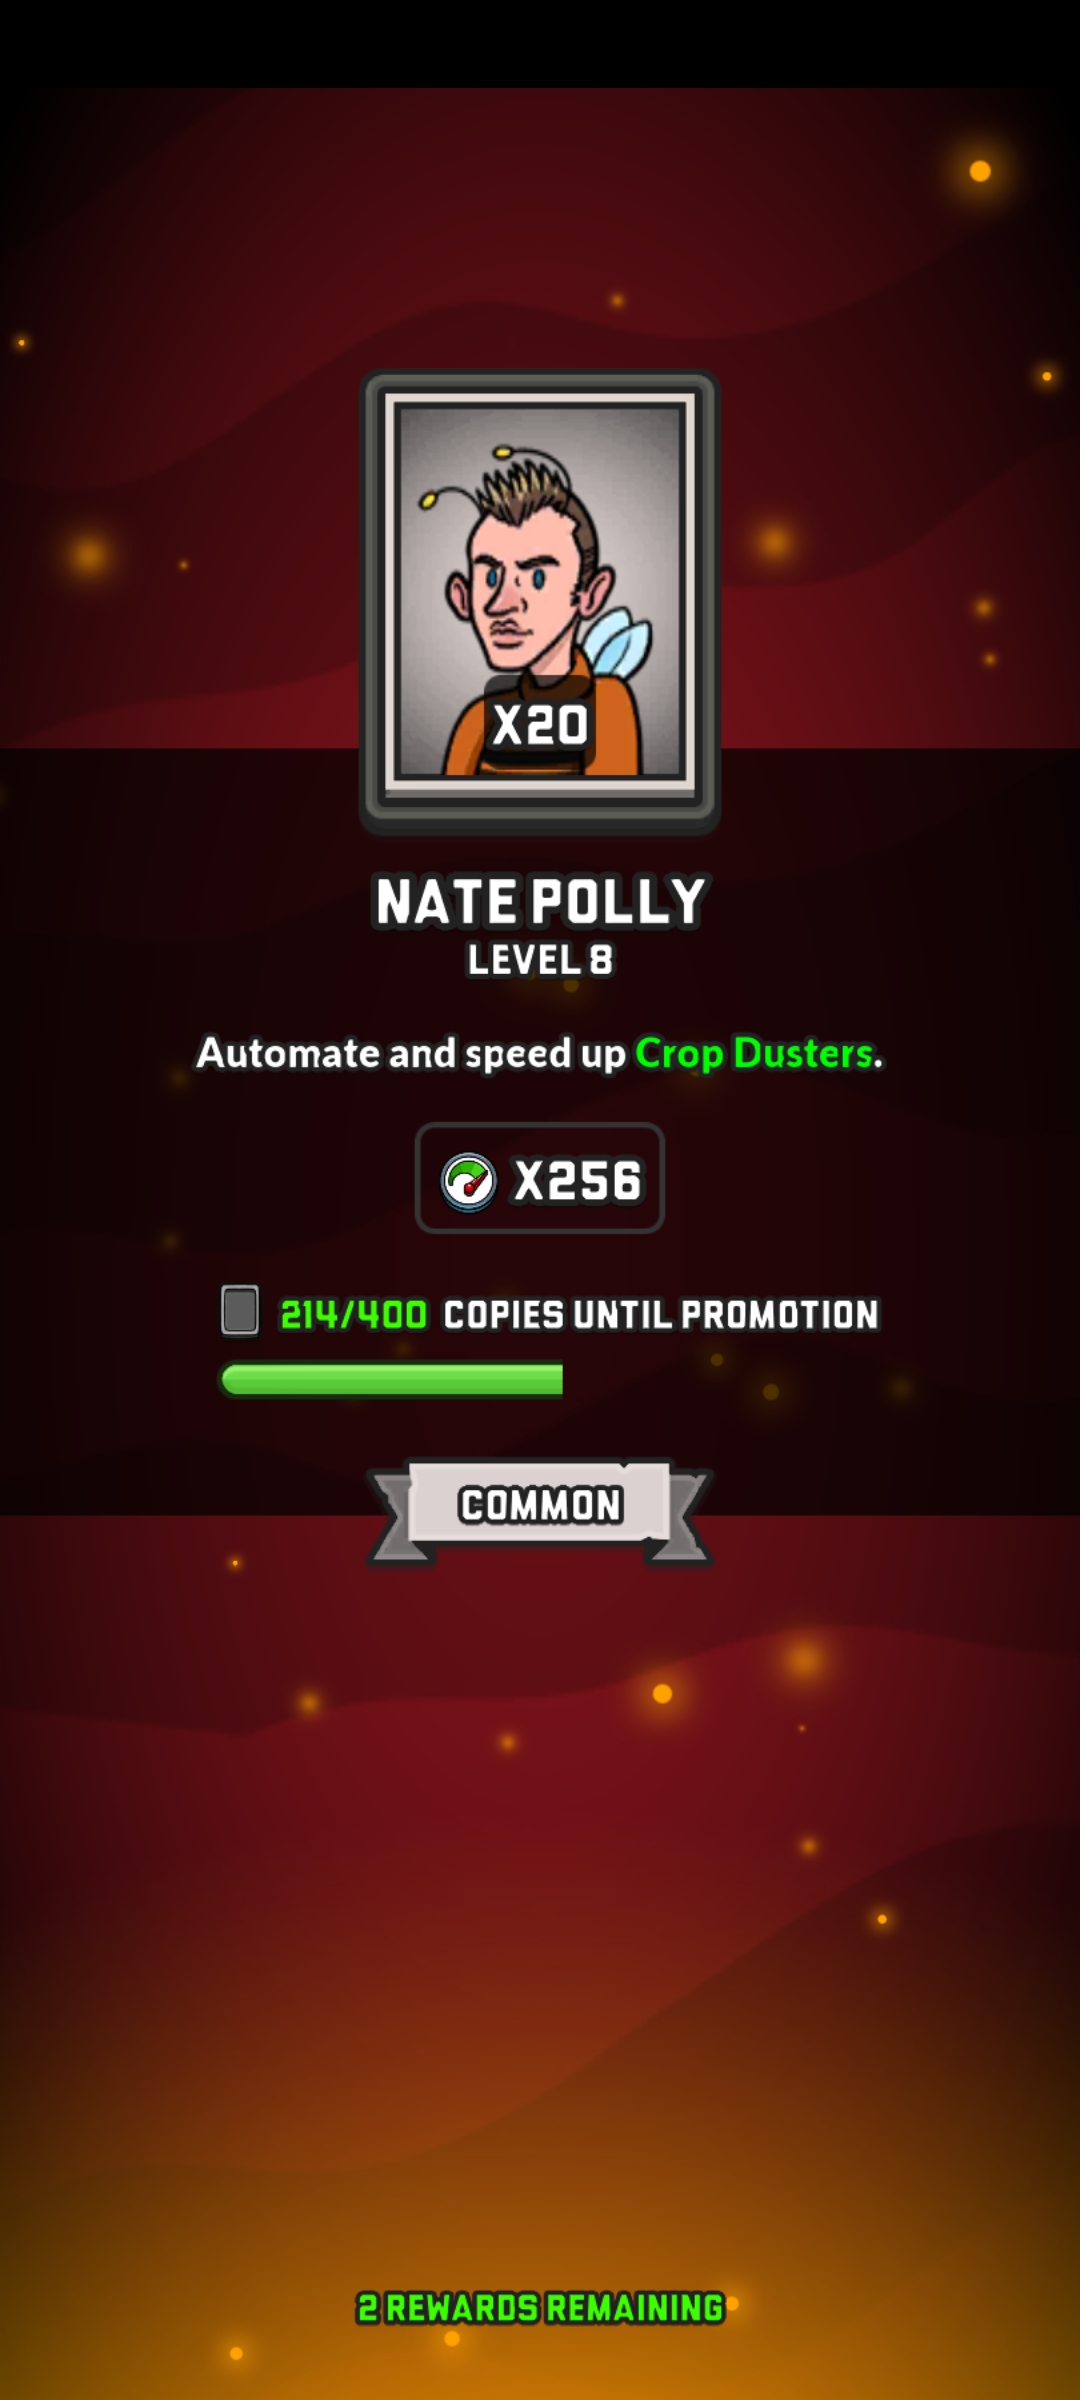 X20
NATE POLLY
LEVEL 8
Automate and speed up Crop Dusters.
X256
214/400 COPIES UNTIL PROMOTION
COMMON
2 REWARDS REMAINING